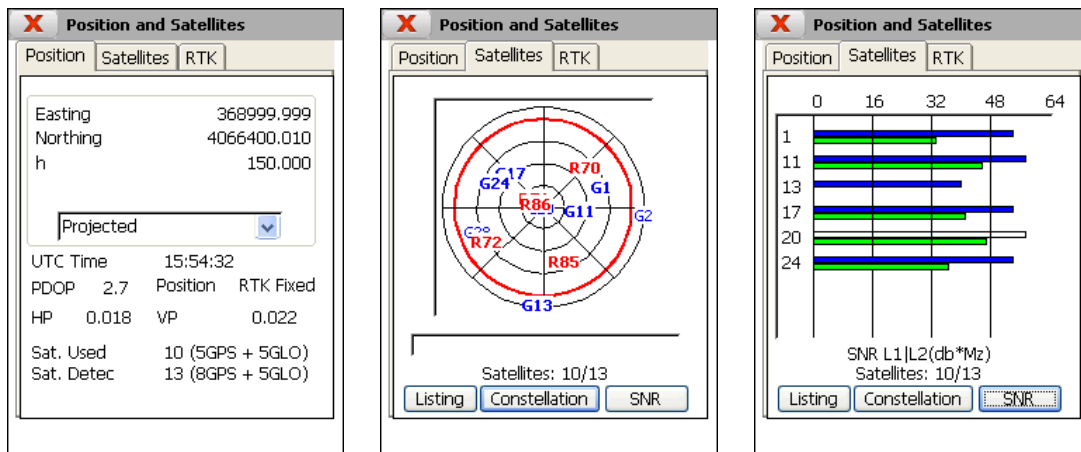 X Position and Satellites
Position Satellites RTK
Easting 368999.999
Northing 4066400.010
h 150.000
Projected
UTC Time 15:54:32
PDOP 2.7 Position RTK Fixed
HP 0.018 VP 0.022
Sat. Used 10 (5GPS + 5GLO)
Sat. Detec 13 (8GPS + 5GLO)
X Position and Satellites
Position Satellites RTK
G17 R70
G24 G1
R86 G11 G2
R72
R85
G13
Satellites: 10/13
Listing Constellation SNR
X Position and Satellites
Position Satellites RTK
0 16 32 48 64
1
11
13
17
20
24
SNR L1|L2(db*Mz)
Satellites: 10/13
Listing Constellation SNR